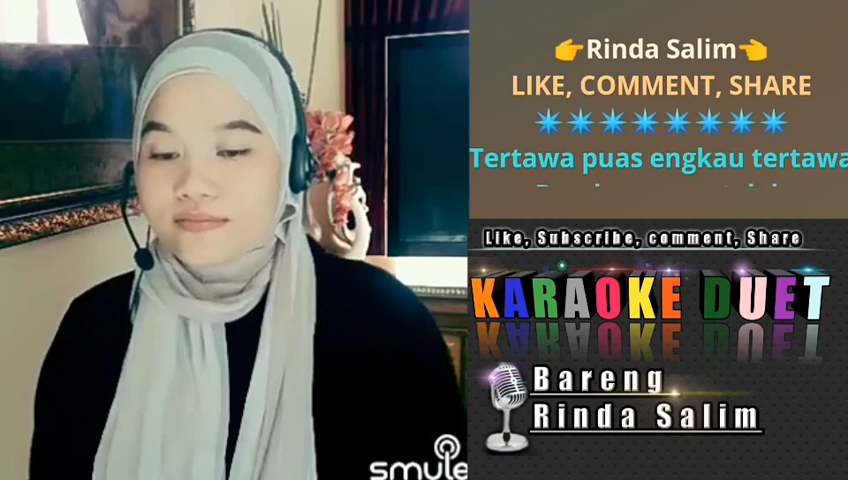 👉Rinda Salim👈
LIKE, COMMENT, SHARE
Tertawa puas engkau tertawa
Like, Subscribe, comment, Share
KARAOKE DUET
Bareng
Rinda Salim
smule